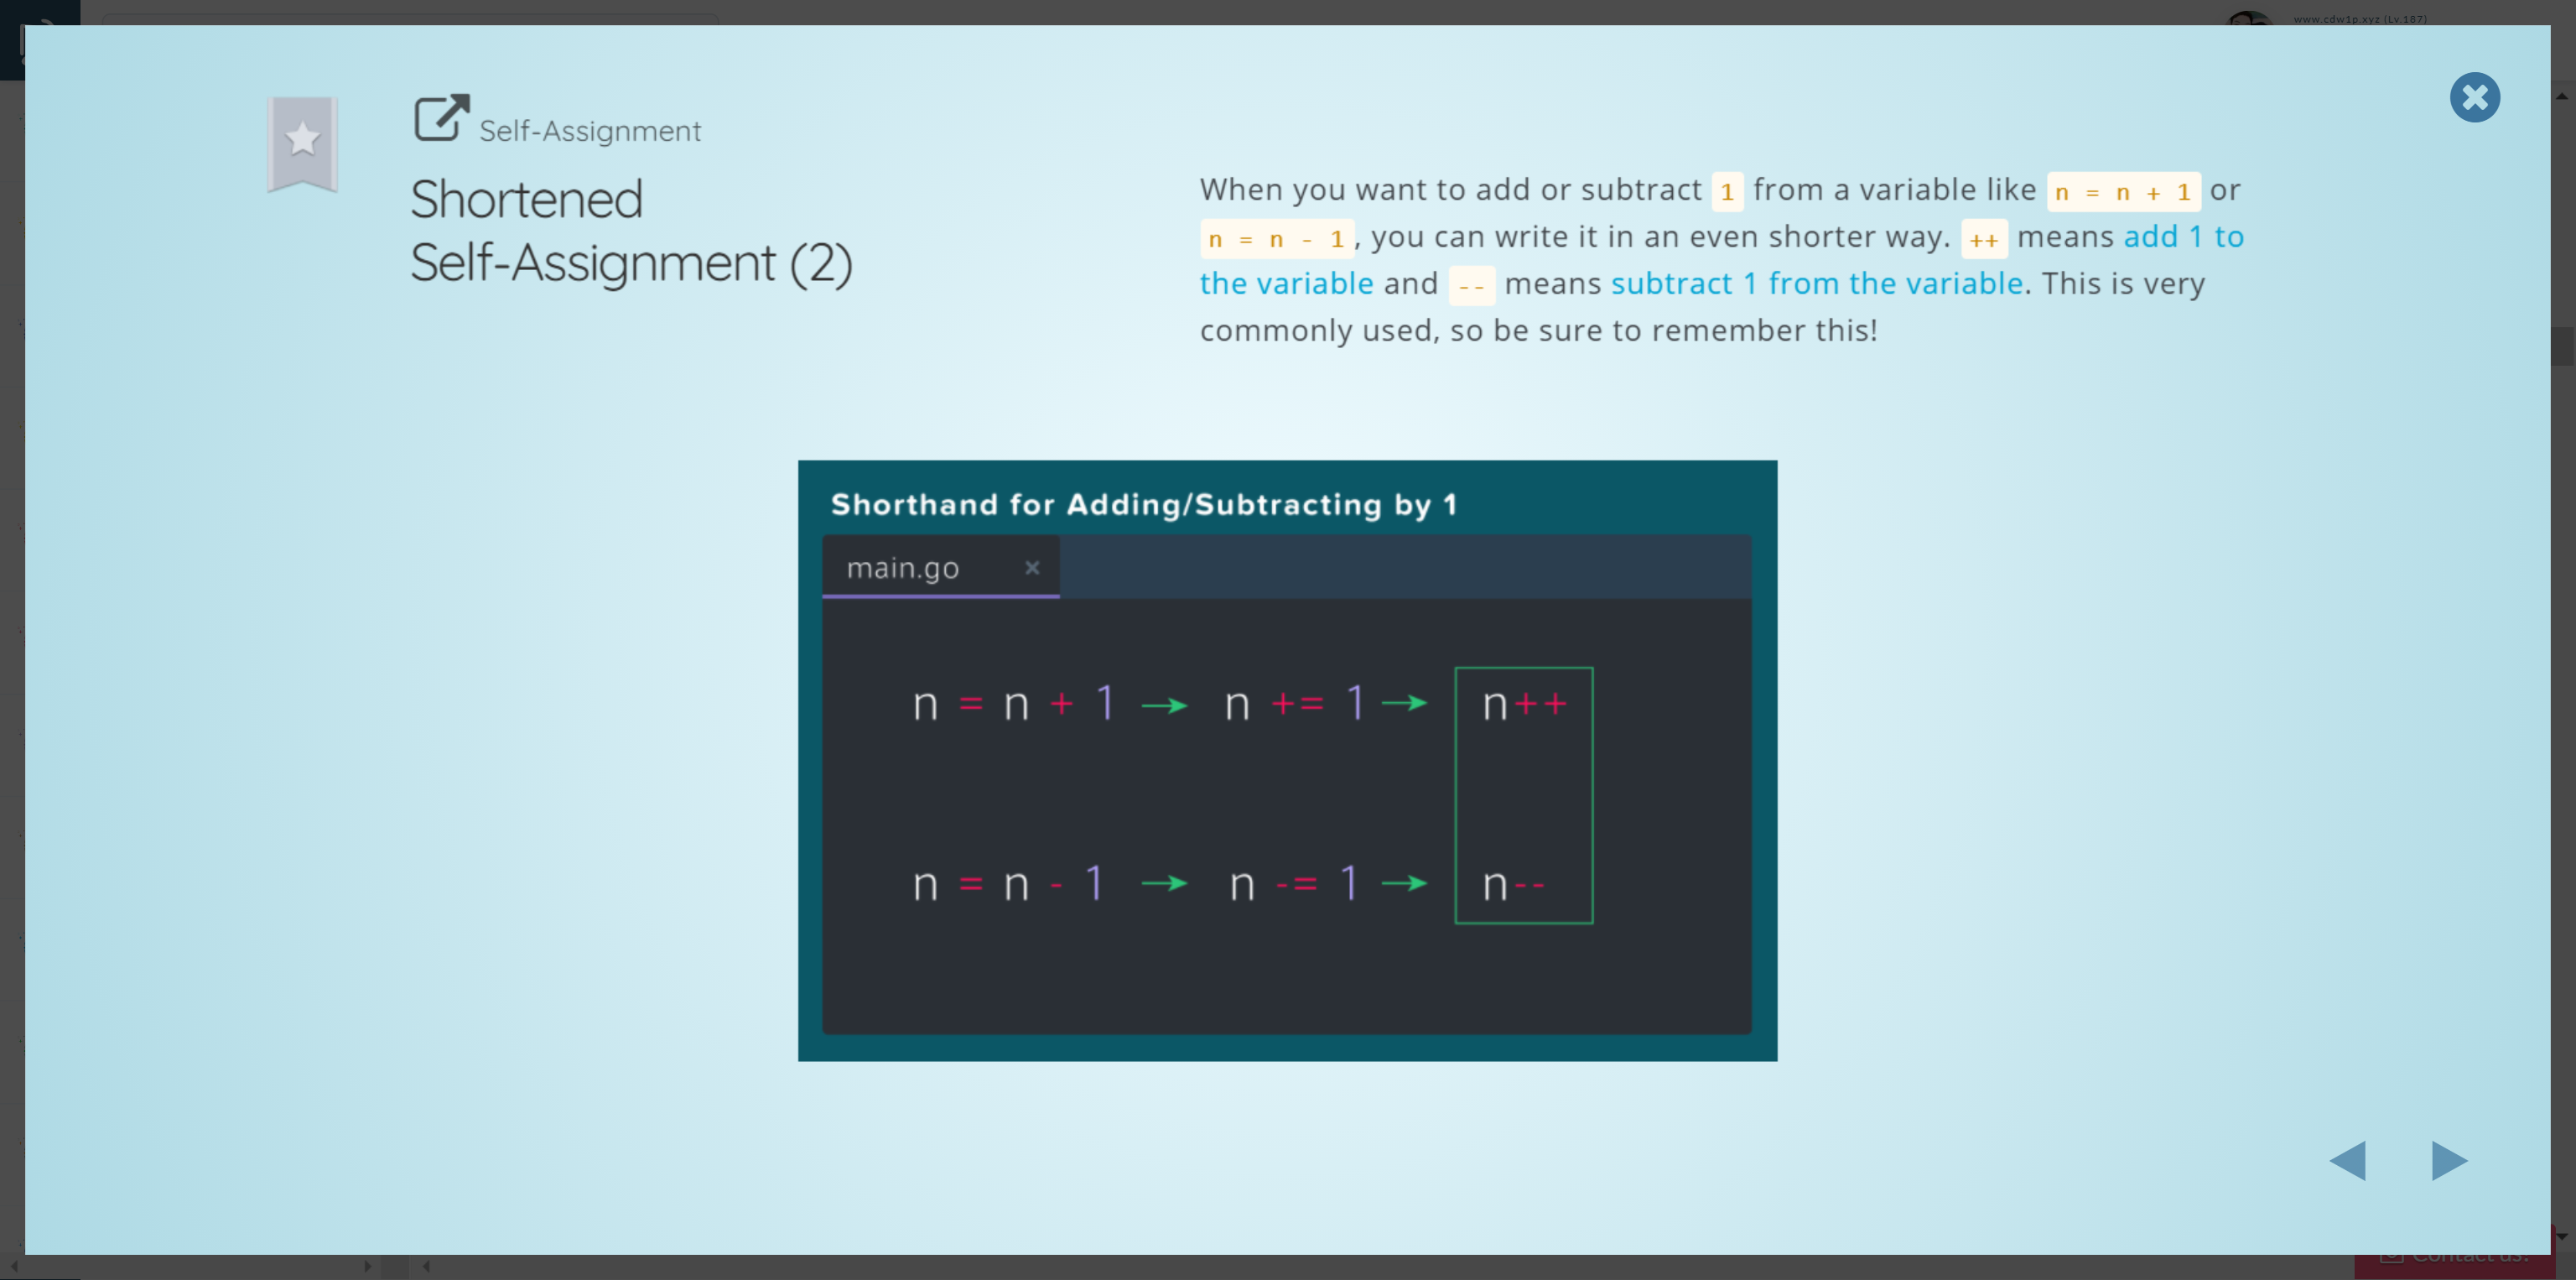 www.cdw1p.xyz (Lv.187)
Self-Assignment
Shortened
Self-Assignment (2)
When you want to add or subtract 1 from a variable like n = n + 1 or
n = n - 1, you can write it in an even shorter way. ++ means add 1 to
the variable and -- means subtract 1 from the variable. This is very
commonly used, so be sure to remember this!
Shorthand for Adding/Subtracting by 1
main.go ×
n = n + 1 → n += 1 → n++
n = n - 1 → n -= 1 → n--
Contact us!